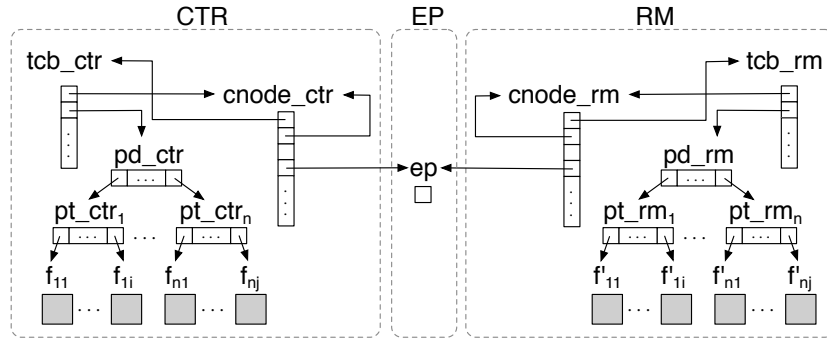 CTR EP RM
tcb_ctr tcb_rm
cnode_ctr cnode_rm
pd_ctr ep pd_rm
pt_ctr1 ... pt_ctrn pt_rm1 ... pt_rmn
f11 f1i fn1 fnj f'11 f'1i f'n1 f'nj